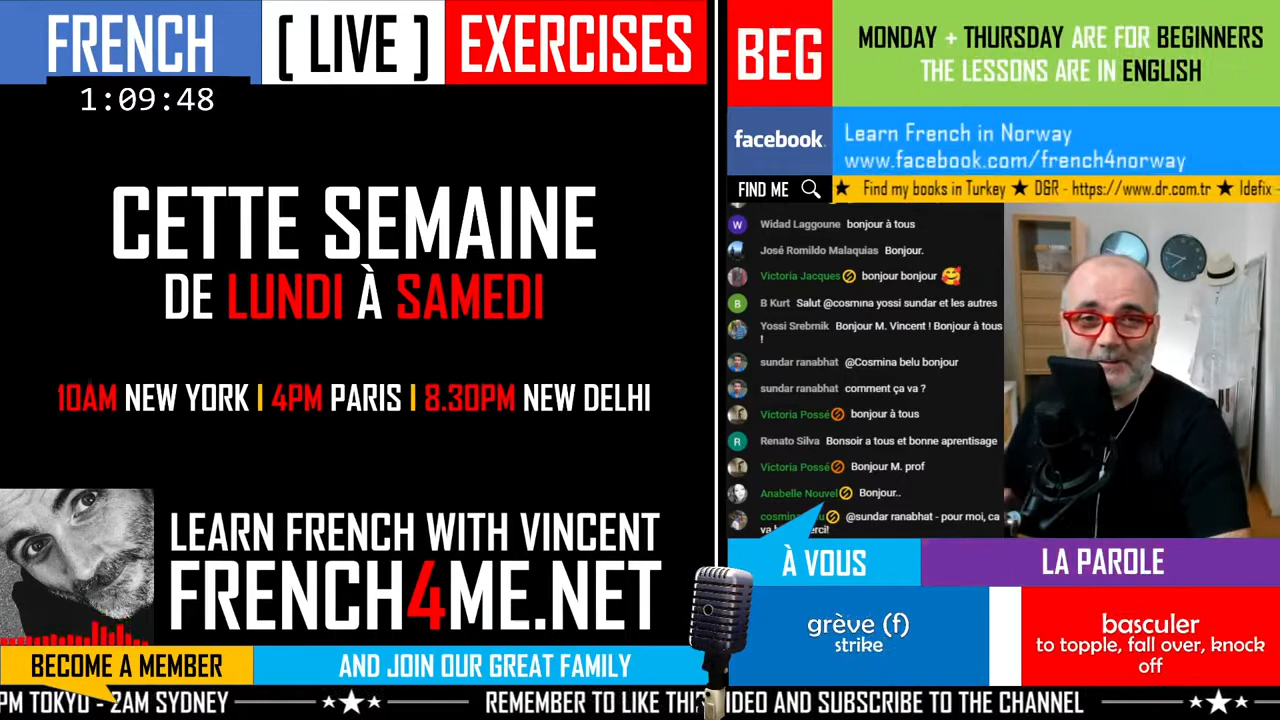 FRENCH [ LIVE ] EXERCISES
1:09:48
CETTE SEMAINE
DE LUNDI À SAMEDI
10AM NEW YORK | 4PM PARIS | 8.30PM NEW DELHI
LEARN FRENCH WITH VINCENT
FRENCH4ME.NET
BECOME A MEMBER
AND JOIN OUR GREAT FAMILY
BEG
MONDAY + THURSDAY ARE FOR BEGINNERS
THE LESSONS ARE IN ENGLISH
facebook.
Learn French in Norway
www.facebook.com/french4norway
FIND ME
★ Find my books in Turkey ★ D&R - https://www.dr.com.tr ★ Idefix -
W Widad Laggoune bonjour à tous
José Romildo Malaquias Bonjour.
Victoria Jacques bonjour bonjour 🥰
B B Kurt Salut @cosmina yossi sundar et les autres
Yossi Srebrnik Bonjour M. Vincent ! Bonjour à tous
!
sundar ranabhat @Cosmina belu bonjour
sundar ranabhat comment ça va ?
Victoria Possé bonjour à tous
R Renato Silva Bonsoir a tous et bonne aprentisage
Victoria Possé Bonjour M. prof
Anabelle Nouvel Bonjour..
@sundar ranabhat - pour moi, ca
À VOUS
LA PAROLE
grève (f)
strike
basculer
to topple, fall over, knock
off
PM TOKYO - 2AM SYDNEY
REMEMBER TO LIKE THIS VIDEO AND SUBSCRIBE TO THE CHANNEL